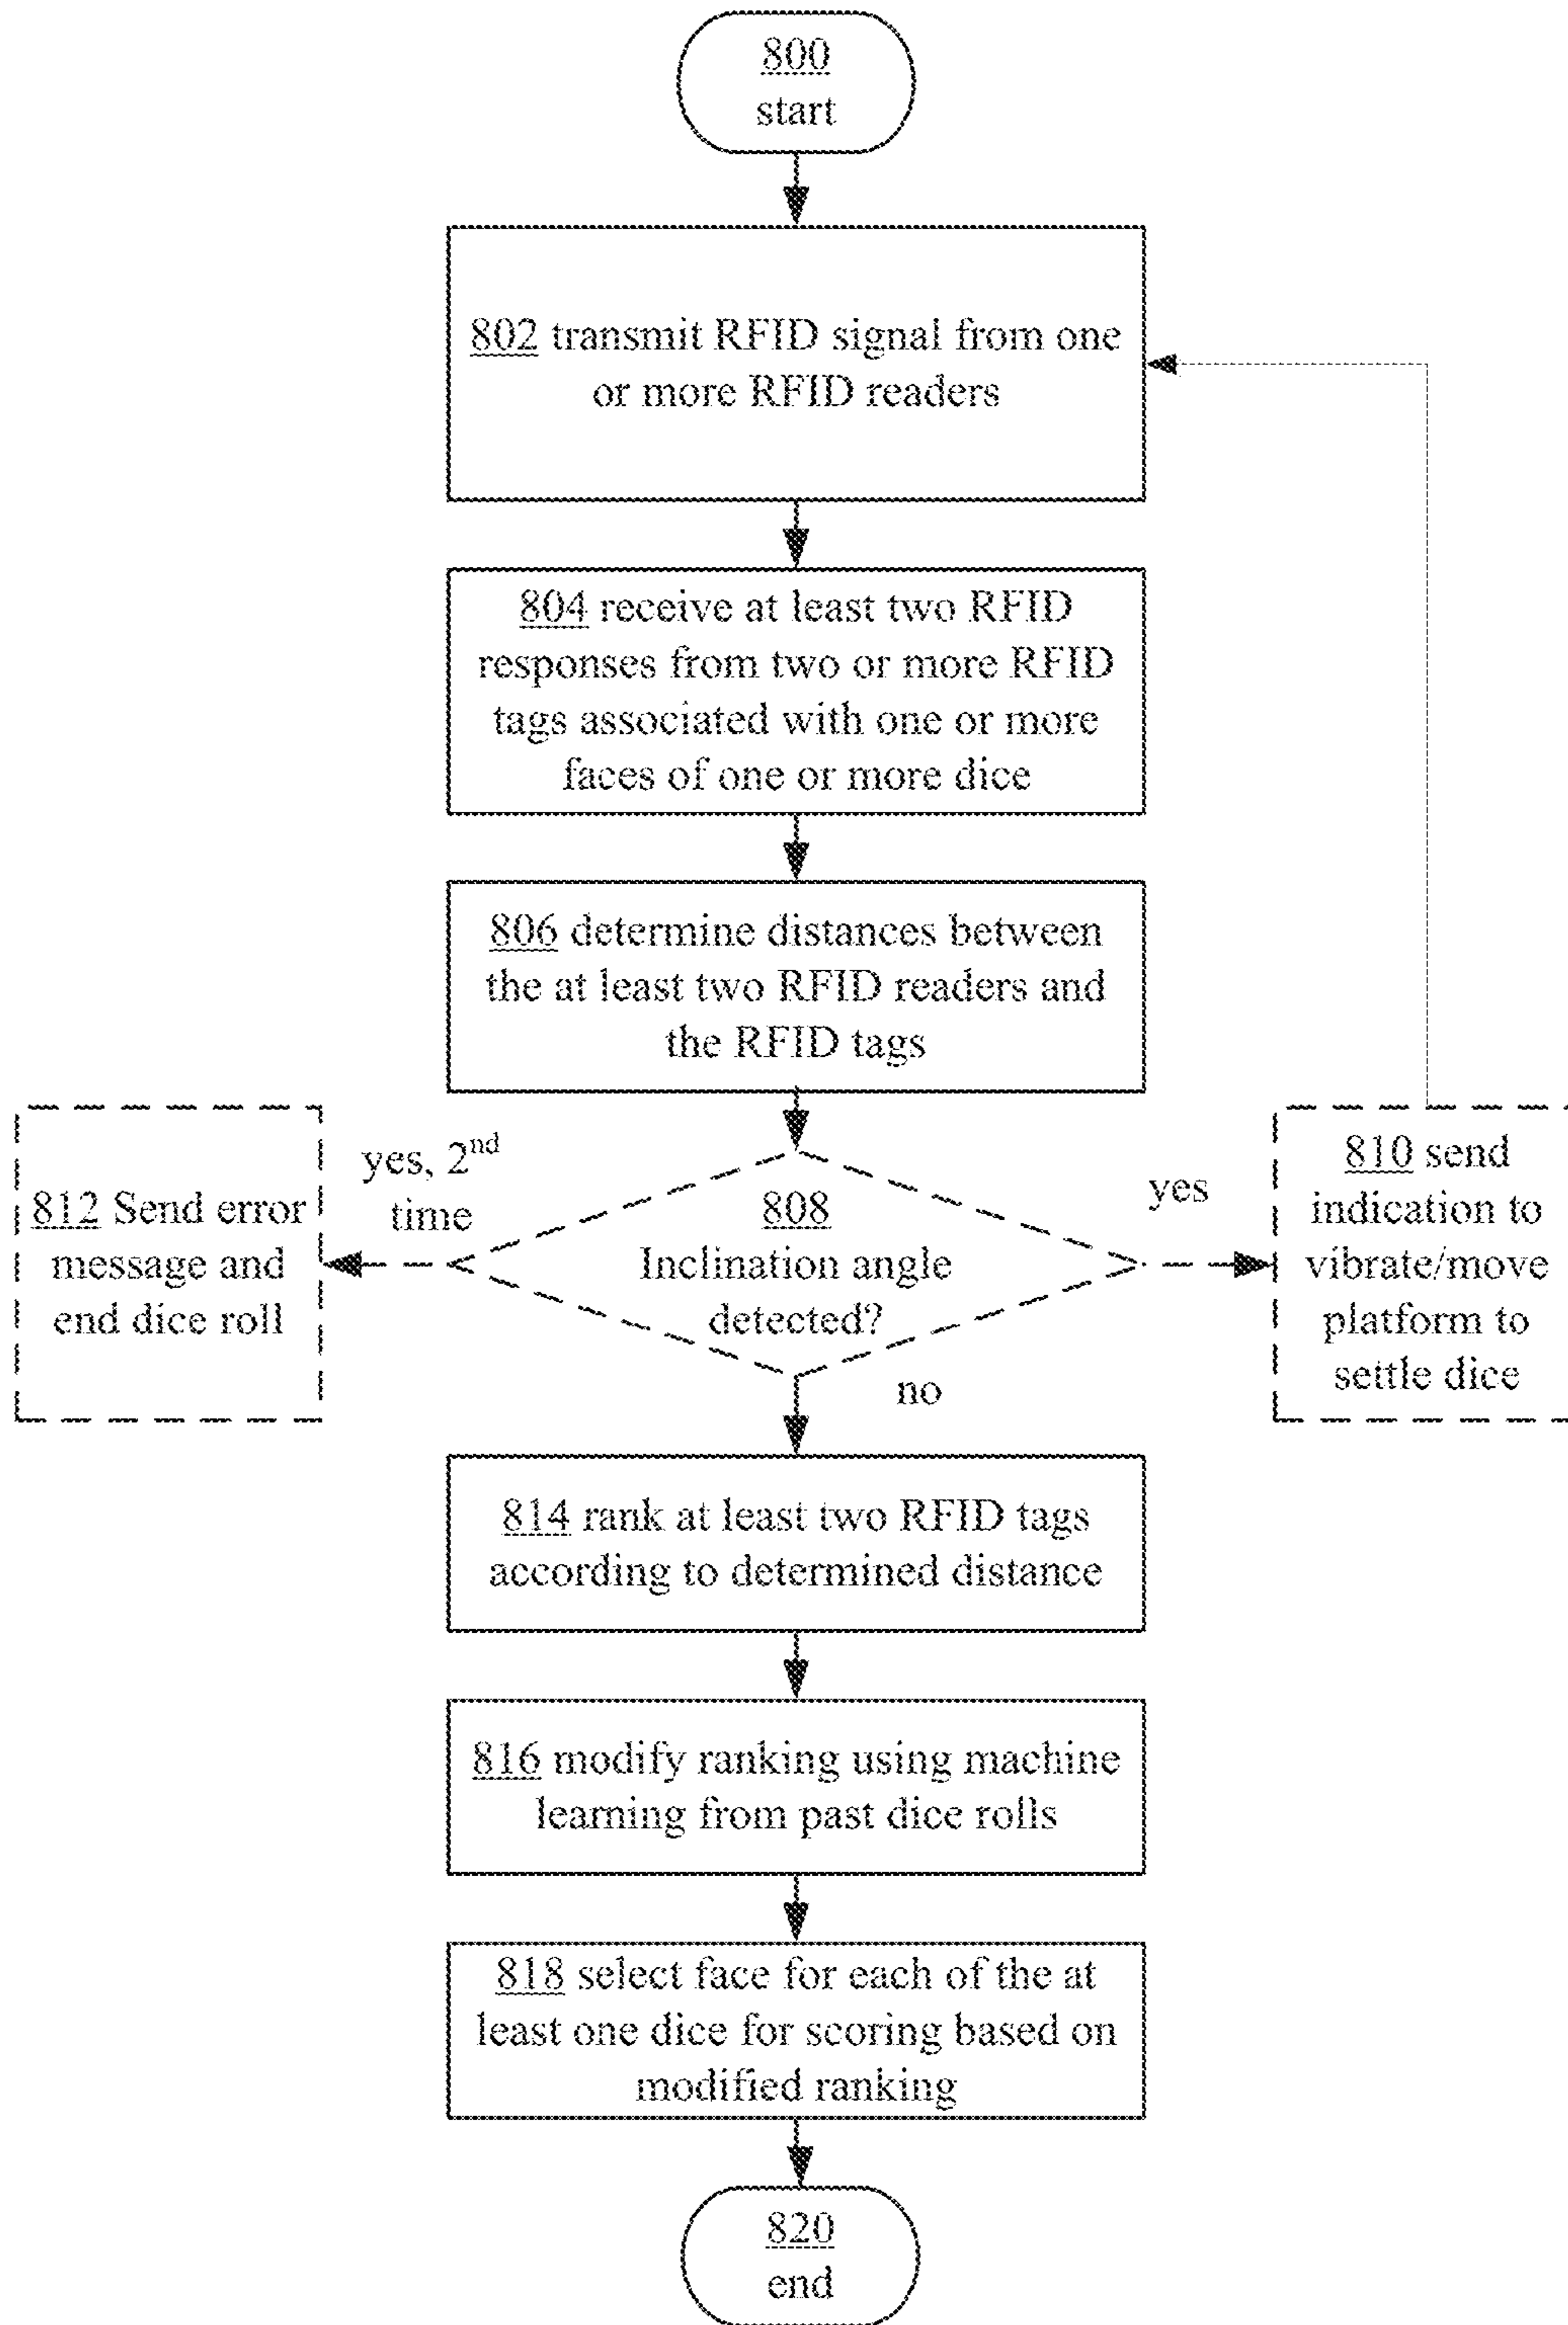 800
start
802 transmit RFID signal from one
or more RFID readers
804 receive at least two RFID
responses from two or more RFID
tags associated with one or more
faces of one or more dice
806 determine distances between
the at least two RFID readers and
the RFID tags
yes, 2nd
time
812 Send error
message and
end dice roll
808
Inclination angle
detected?
yes
810 send
indication to
vibrate/move
platform to
settle dice
no
814 rank at least two RFID tags
according to determined distance
816 modify ranking using machine
learning from past dice rolls
818 select face for each of the at
least one dice for scoring based on
modified ranking
820
end